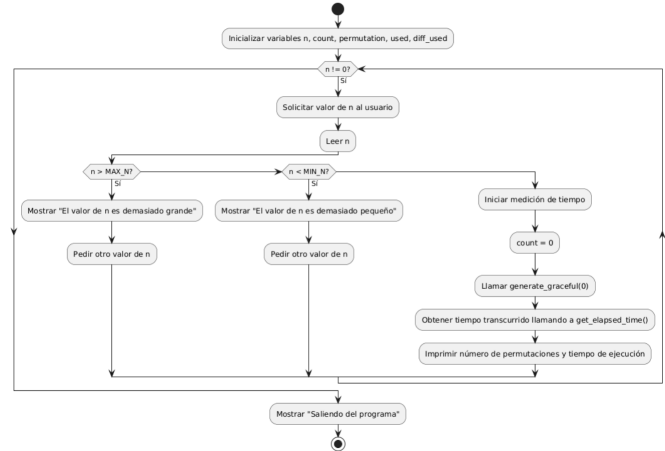 Inicializar variables n, count, permutation, used, diff_used
n != 0?
Sí
Solicitar valor de n al usuario
Leer n
n > MAX_N?
Sí
Mostrar "El valor de n es demasiado grande"
Pedir otro valor de n
n < MIN_N?
Sí
Mostrar "El valor de n es demasiado pequeño"
Pedir otro valor de n
Iniciar medición de tiempo
count = 0
Llamar generate_graceful(0)
Obtener tiempo transcurrido llamando a get_elapsed_time()
Imprimir número de permutaciones y tiempo de ejecución
Mostrar "Saliendo del programa"